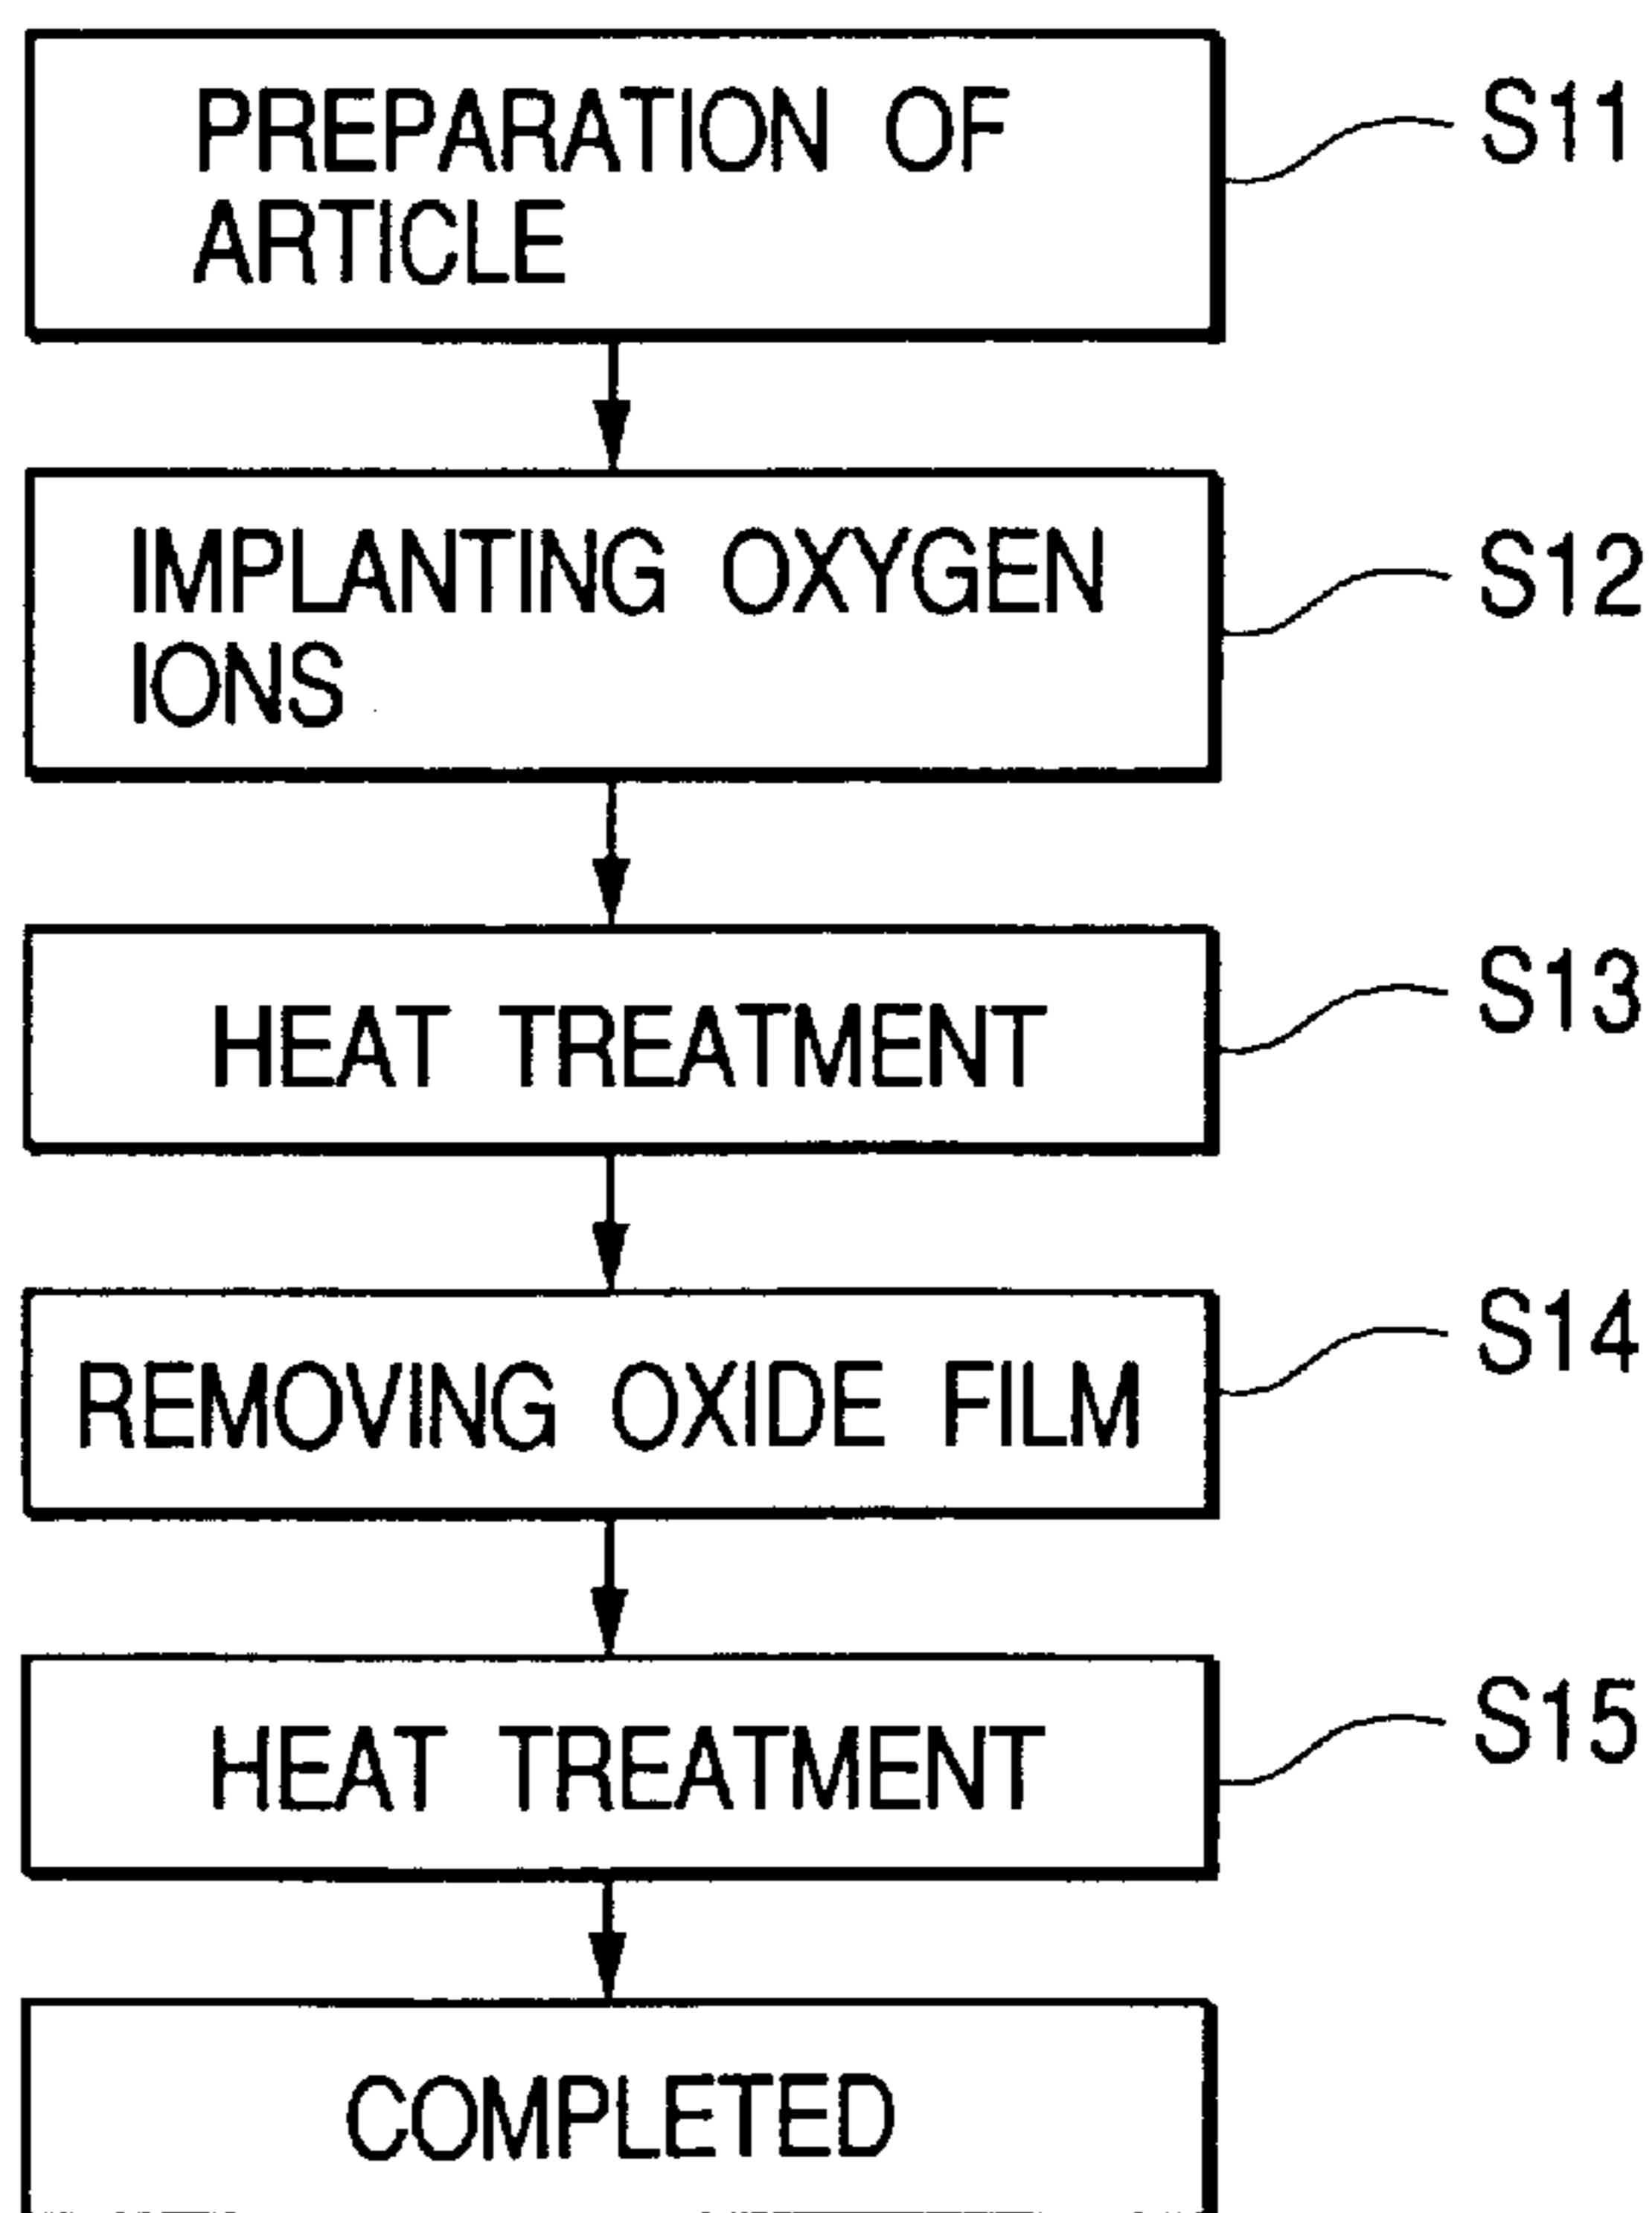 PREPARATION OF
ARTICLE
S11
IMPLANTING OXYGEN
IONS
S12
HEAT TREATMENT
S13
REMOVING OXIDE FILM
S14
HEAT TREATMENT
S15
COMPLETED